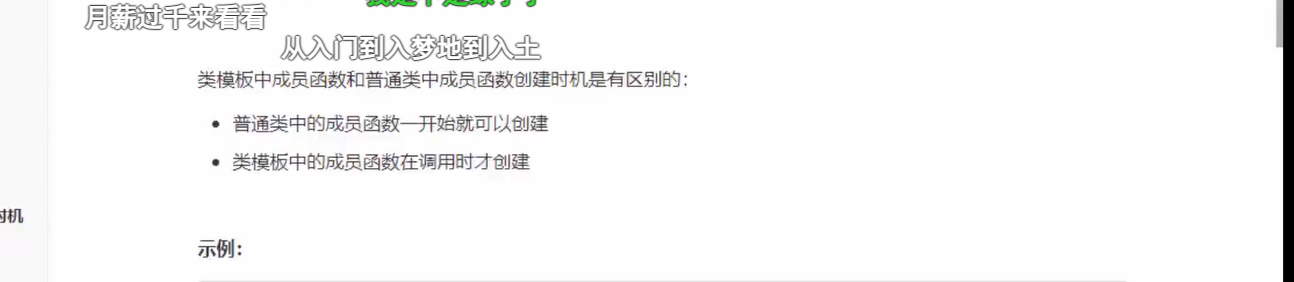 月薪过千来看看
从入门到入梦地到入土
类模板中成员函数和普通类中成员函数创建时机是有区别的：
普通类中的成员函数一开始就可以创建
类模板中的成员函数在调用时才创建
时机
示例：